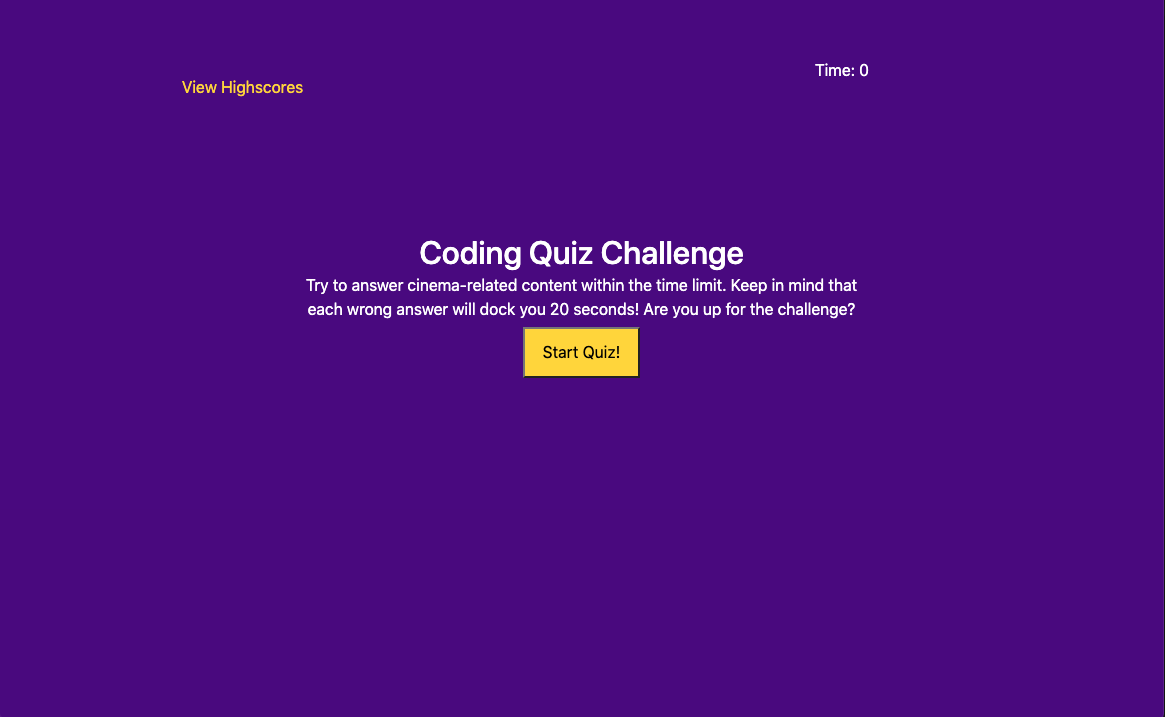 View Highscores
Time: 0
Coding Quiz Challenge
Try to answer cinema-related content within the time limit. Keep in mind that
each wrong answer will dock you 20 seconds! Are you up for the challenge?
Start Quiz!